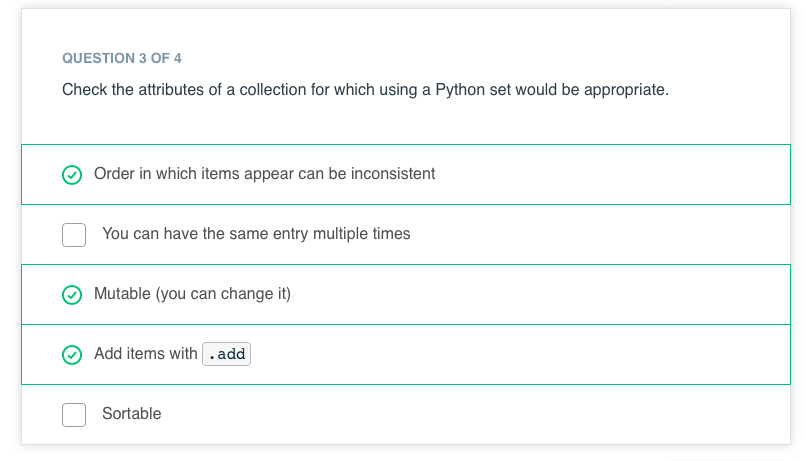 QUESTION 3 OF 4
Check the attributes of a collection for which using a Python set would be appropriate.
Order in which items appear can be inconsistent
You can have the same entry multiple times
Mutable (you can change it)
Add items with .add
Sortable